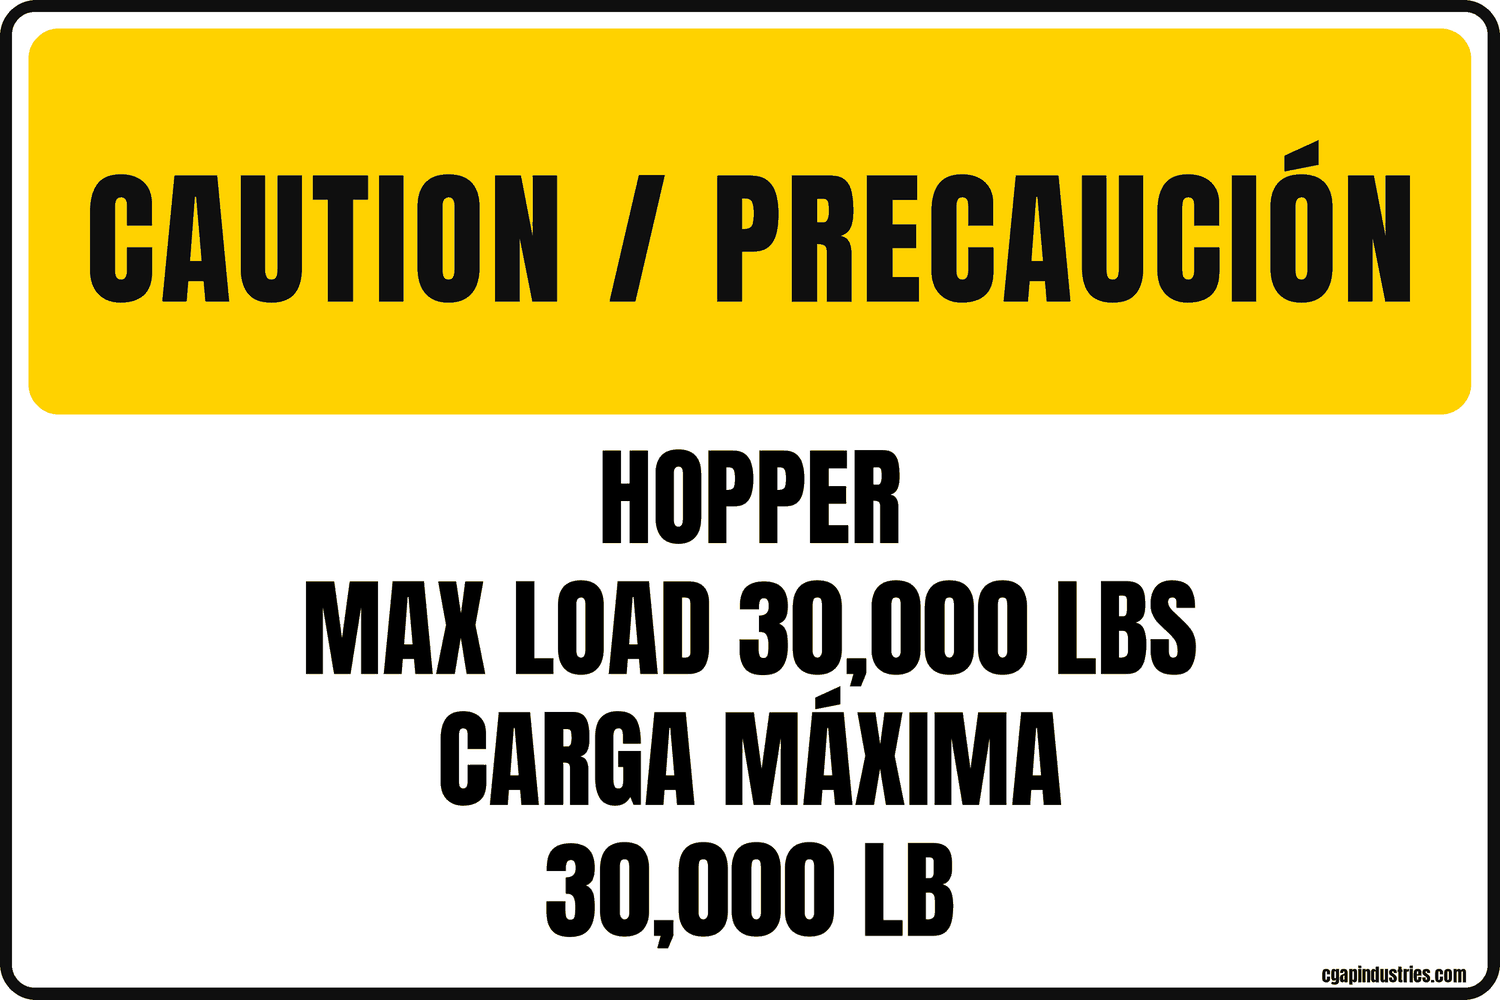 CAUTION / PRECAUCIÓN
HOPPER
MAX LOAD 30,000 LBS
CARGA MÁXIMA
30,000 LB
cgapindustries.com